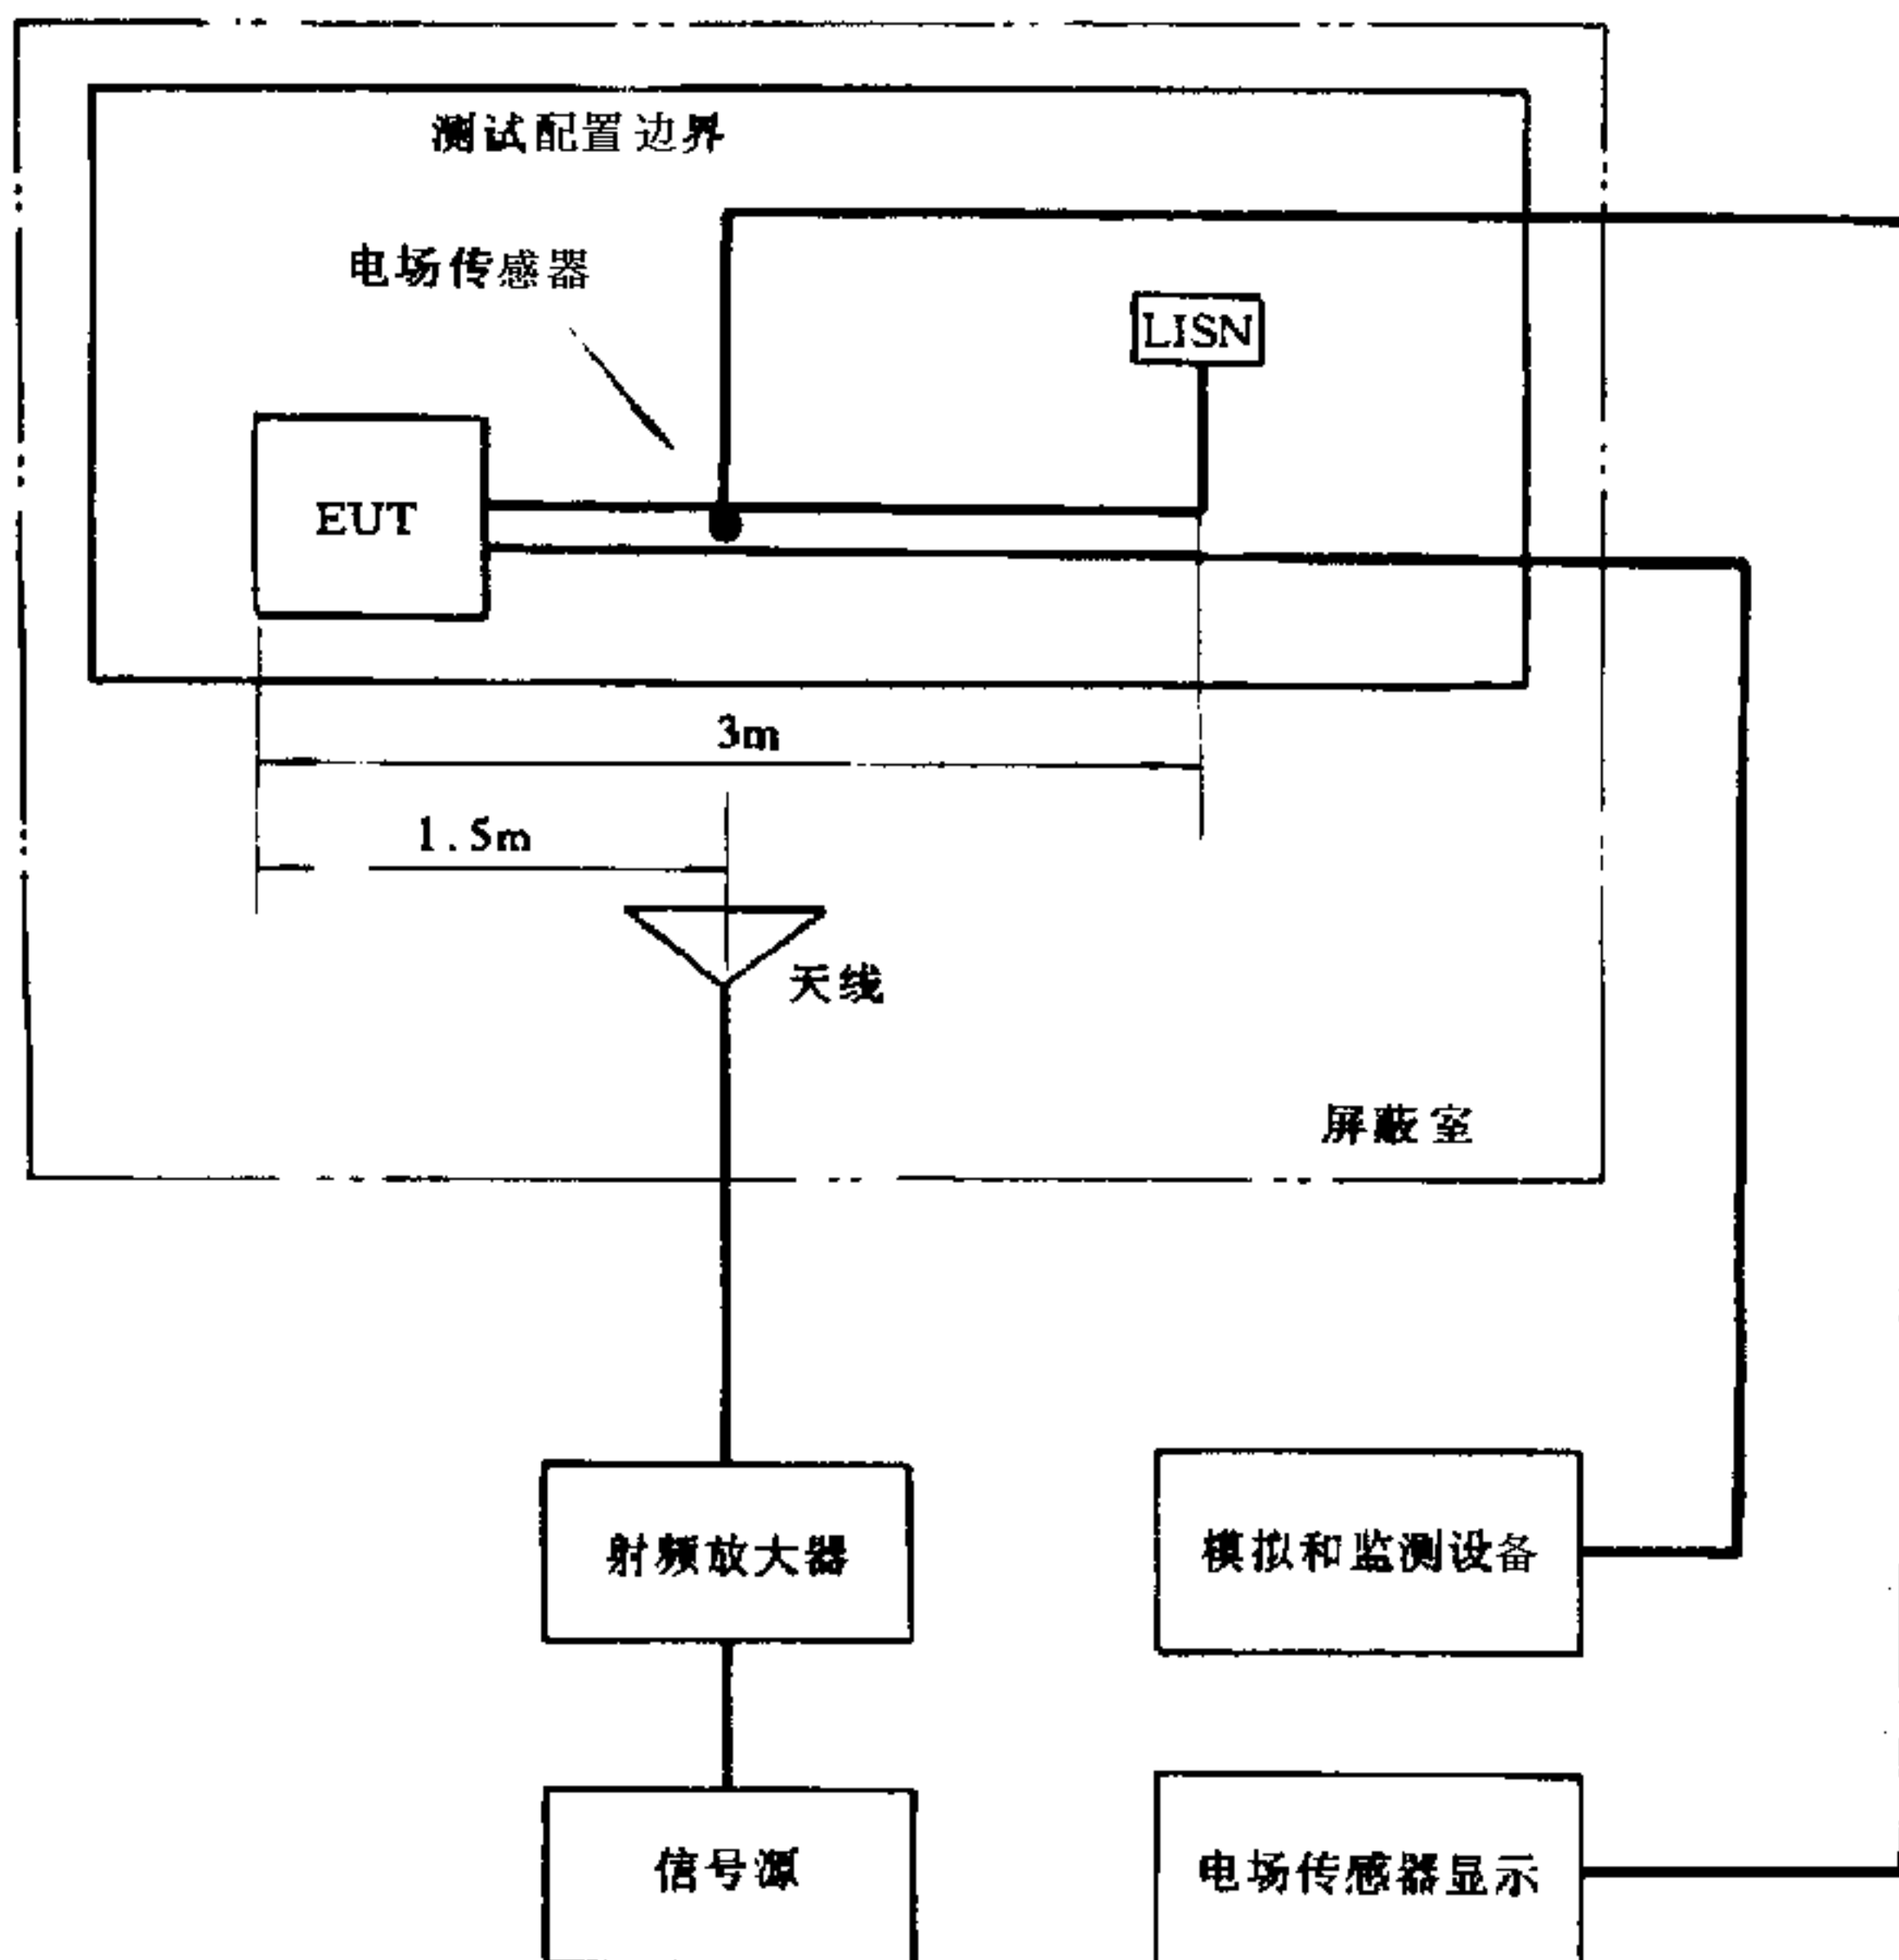 测试配置边界
电场传感器
LISN
EUT
3m
1.5m
天线
屏蔽室
射频放大器
模拟和监测设备
信号源
电场传感器显示